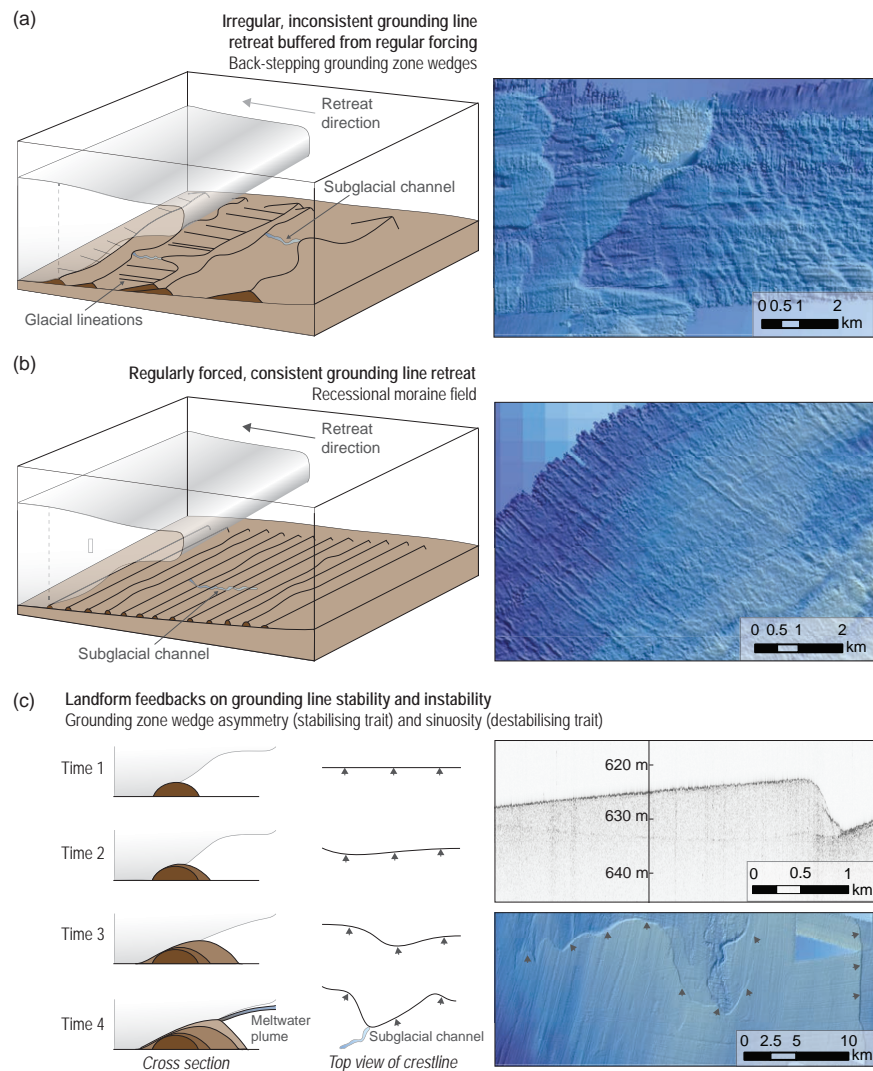 (a)
Irregular, inconsistent grounding line
retreat buffered from regular forcing
Back-stepping grounding zone wedges
Retreat
direction
Subglacial channel
Glacial lineations
0 0.5 1 2
km
(b)
Regularly forced, consistent grounding line retreat
Recessional moraine field
Retreat
direction
Subglacial channel
0 0.5 1 2
km
(c)
Landform feedbacks on grounding line stability and instability
Grounding zone wedge asymmetry (stabilising trait) and sinuosity (destabilising trait)
Time 1
Time 2
Time 3
Time 4
Meltwater
plume
Subglacial channel
Cross section
Top view of crestline
620 m
630 m
640 m
0 0.5 1
km
0 2.5 5 10
km